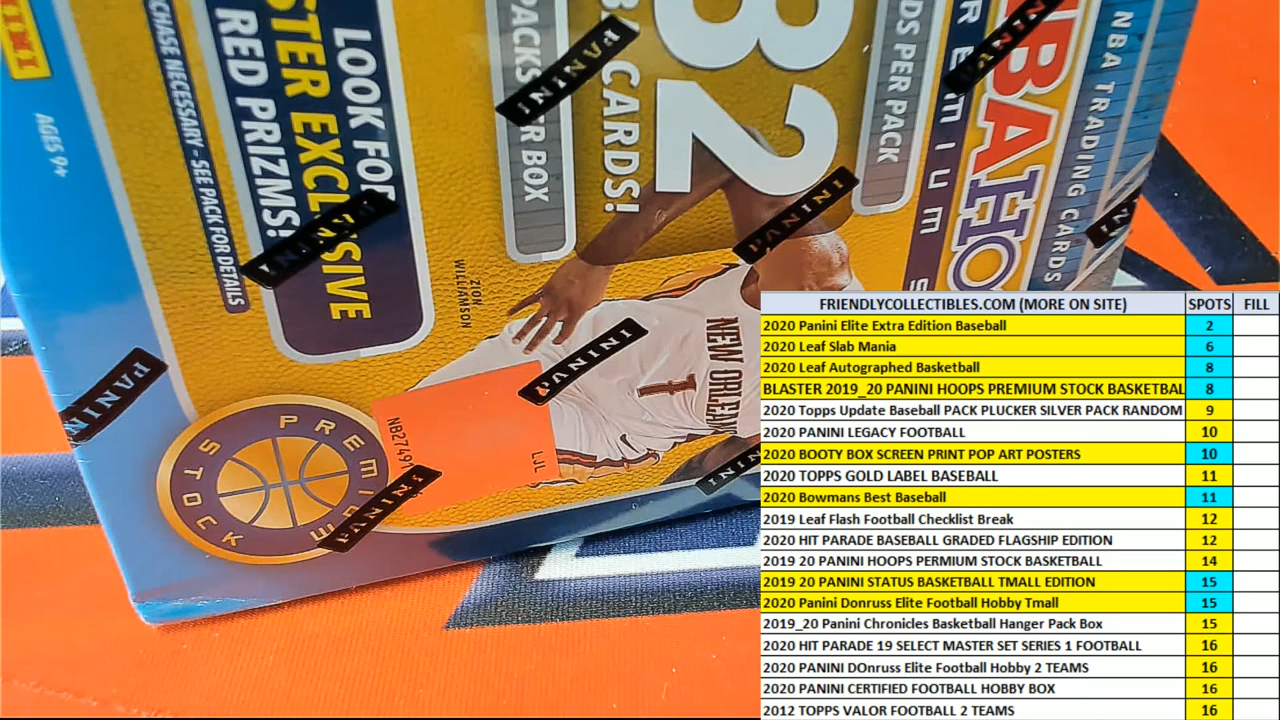 AGES 9+
CHASE NECESSARY - SEE PACK FOR DETAILS
LOOK FOR
STER EXCLUSIVE
RED PRIZMS!
PREMIUM
STOCK
PACKS
R BOX
CARDS!
32
DS PER PACK
NBA TRADING CARDS
ZION
WILLIAMSON
NEW ORLEANS
1
NB27491
LJL
PANINI
PANINI
PANINI
PANINI
PANINI
PANINI
FRIENDLYCOLLECTIBLES.COM (MORE ON SITE) SPOTS FILL
2020 Panini Elite Extra Edition Baseball 2
2020 Leaf Slab Mania 6
2020 Leaf Autographed Basketball 8
BLASTER 2019_20 PANINI HOOPS PREMIUM STOCK BASKETBAL 8
2020 Topps Update Baseball PACK PLUCKER SILVER PACK RANDOM 9
2020 PANINI LEGACY FOOTBALL 10
2020 BOOTY BOX SCREEN PRINT POP ART POSTERS 10
2020 TOPPS GOLD LABEL BASEBALL 11
2020 Bowmans Best Baseball 11
2019 Leaf Flash Football Checklist Break 12
2020 HIT PARADE BASEBALL GRADED FLAGSHIP EDITION 12
2019 20 PANINI HOOPS PERMIUM STOCK BASKETBALL 14
2019 20 PANINI STATUS BASKETBALL TMALL EDITION 15
2020 Panini Donruss Elite Football Hobby Tmall 15
2019_20 Panini Chronicles Basketball Hanger Pack Box 15
2020 HIT PARADE 19 SELECT MASTER SET SERIES 1 FOOTBALL 16
2020 PANINI DOnruss Elite Football Hobby 2 TEAMS 16
2020 PANINI CERTIFIED FOOTBALL HOBBY BOX 16
2012 TOPPS VALOR FOOTBALL 2 TEAMS 16